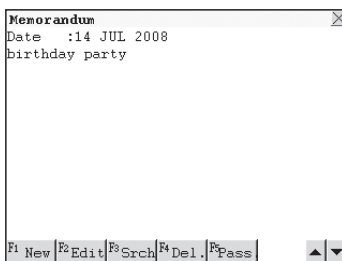 Memorandum
Date :14 JUL 2008
birthday party
F1 New F2 Edit F3 Srch F4 Del. F5 Pass.